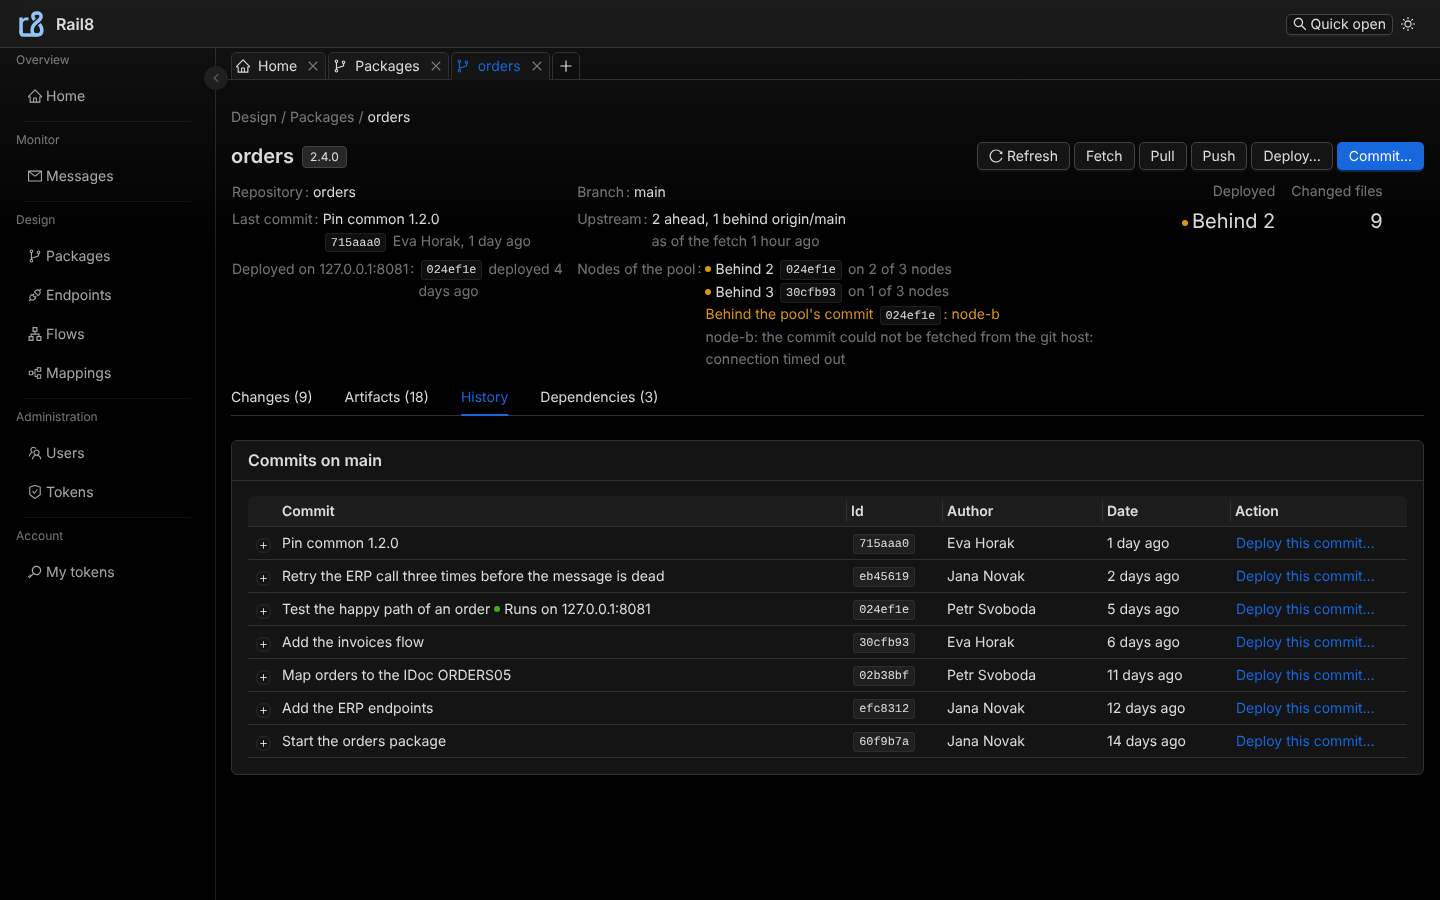 Rail8
Quick open
Overview
Home
Monitor
Messages
Design
Packages
Endpoints
Flows
Mappings
Administration
Users
Tokens
Account
My tokens
Home
Packages
orders
Design / Packages / orders
orders 2.4.0
Refresh
Fetch
Pull
Push
Deploy...
Commit...
Repository: orders
Branch: main
Last commit: Pin common 1.2.0
715aaa0 Eva Horak, 1 day ago
Upstream: 2 ahead, 1 behind origin/main
as of the fetch 1 hour ago
Deployed on 127.0.0.1:8081: 024ef1e deployed 4
days ago
Nodes of the pool: Behind 2 024ef1e on 2 of 3 nodes
Behind 3 30cfb93 on 1 of 3 nodes
Behind the pool's commit 024ef1e : node-b
node-b: the commit could not be fetched from the git host:
connection timed out
Deployed
Behind 2
Changed files
9
Changes (9)
Artifacts (18)
History
Dependencies (3)
Commits on main
Commit Id Author Date Action
Pin common 1.2.0 715aaa0 Eva Horak 1 day ago Deploy this commit...
Retry the ERP call three times before the message is dead eb45619 Jana Novak 2 days ago Deploy this commit...
Test the happy path of an order Runs on 127.0.0.1:8081 024ef1e Petr Svoboda 5 days ago Deploy this commit...
Add the invoices flow 30cfb93 Eva Horak 6 days ago Deploy this commit...
Map orders to the IDoc ORDERS05 02b38bf Petr Svoboda 11 days ago Deploy this commit...
Add the ERP endpoints efc8312 Jana Novak 12 days ago Deploy this commit...
Start the orders package 60f9b7a Jana Novak 14 days ago Deploy this commit...